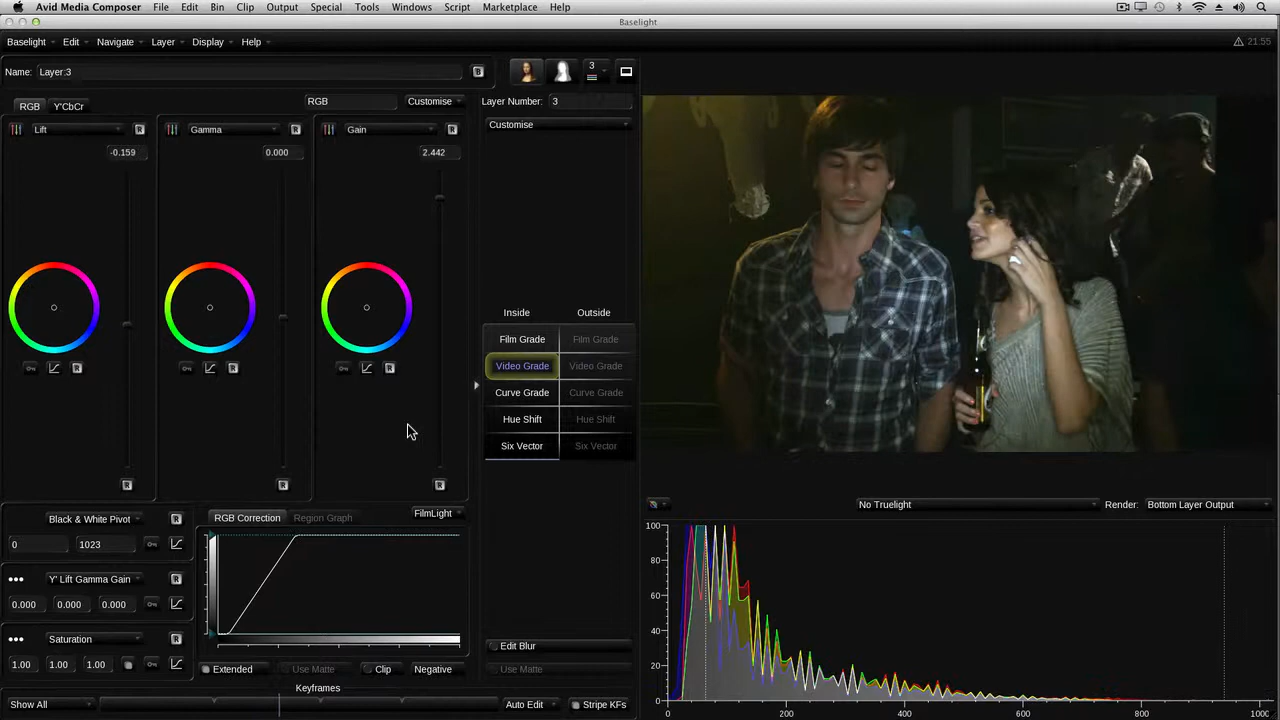 Avid Media Composer File Edit Bin Clip Output Special Tools Windows Script Marketplace Help
Baselight
Baselight Edit Navigate Layer Display Help 21.55
Name: Layer:3 B 3
RGB Y'CbCr RGB Customise Layer Number: 3
Lift R Gamma R Gain R Customise
-0.159 0.000 2.442
Inside Outside
Film Grade Film Grade
Video Grade Video Grade
R R R
Curve Grade Curve Grade
Hue Shift Hue Shift
Six Vector Six Vector
R R R
No Truelight Render: Bottom Layer Output
Black & White Pivot R RGB Correction Region Graph FilmLight
0 1023
Y' Lift Gamma Gain R
0.000 0.000 0.000
Saturation R
1.00 1.00 1.00
Extended Use Matte Clip Negative
Edit Blur
Use Matte
Keyframes
Show All Auto Edit Stripe KFs
100
80
60
40
20
0
0 200 400 600 800 1000